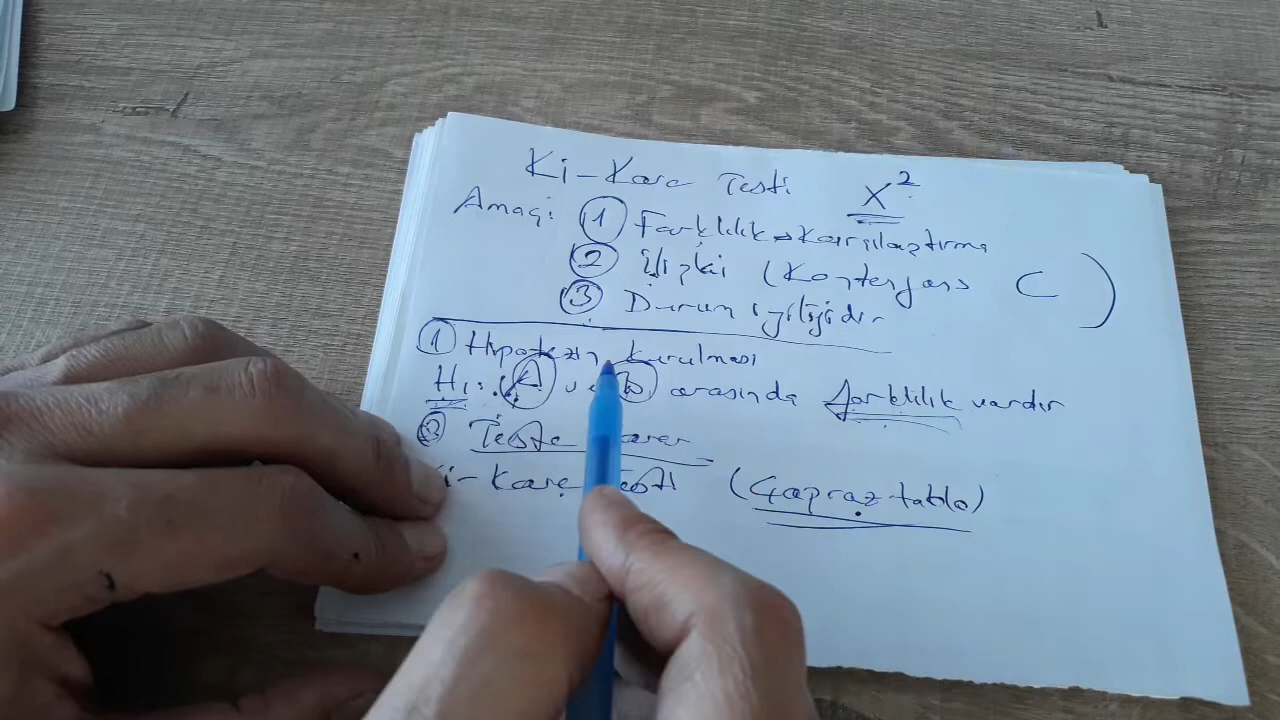 Ki-Kare Testi X²
Amaç: ① Farklılık → Karşılaştırma
② İlişki (Kontenjans C )
③ Durum iyiliğidir
① Hipotezin kurulması
H₁: A ve b arasında farklılık vardır
② Teste karar
Ki-Kare Testi (Çapraz tablo)